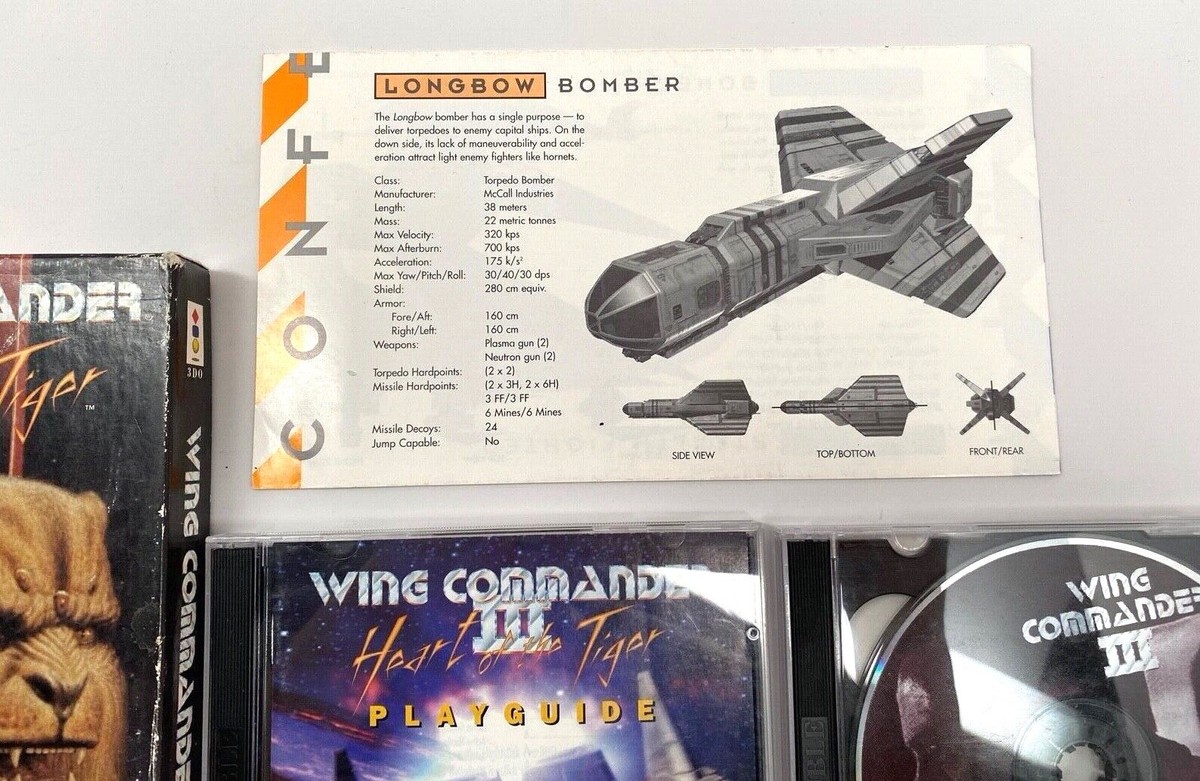 CONFE
LONGBOW BOMBER
The Longbow bomber has a single purpose — to
deliver torpedoes to enemy capital ships. On the
down side, its lack of maneuverability and accel-
eration attract light enemy fighters like hornets.
Class: Torpedo Bomber
Manufacturer: McCall Industries
Length: 38 meters
Mass: 22 metric tonnes
Max Velocity: 320 kps
Max Afterburn: 700 kps
Acceleration: 175 k/s²
Max Yaw/Pitch/Roll: 30/40/30 dps
Shield: 280 cm equiv.
Armor:
Fore/Aft: 160 cm
Right/Left: 160 cm
Weapons: Plasma gun (2)
Neutron gun (2)
Torpedo Hardpoints: (2 x 2)
Missile Hardpoints: (2 x 3H, 2 x 6H)
3 FF/3 FF
6 Mines/6 Mines
Missile Decoys: 24
Jump Capable: No
SIDE VIEW
TOP/BOTTOM
FRONT/REAR
ANDER
Tiger™
3DO
WING COMMANDE
WING COMMANDE
III
Heart of the Tiger
PLAYGUIDE
WING
COMMANDER
III